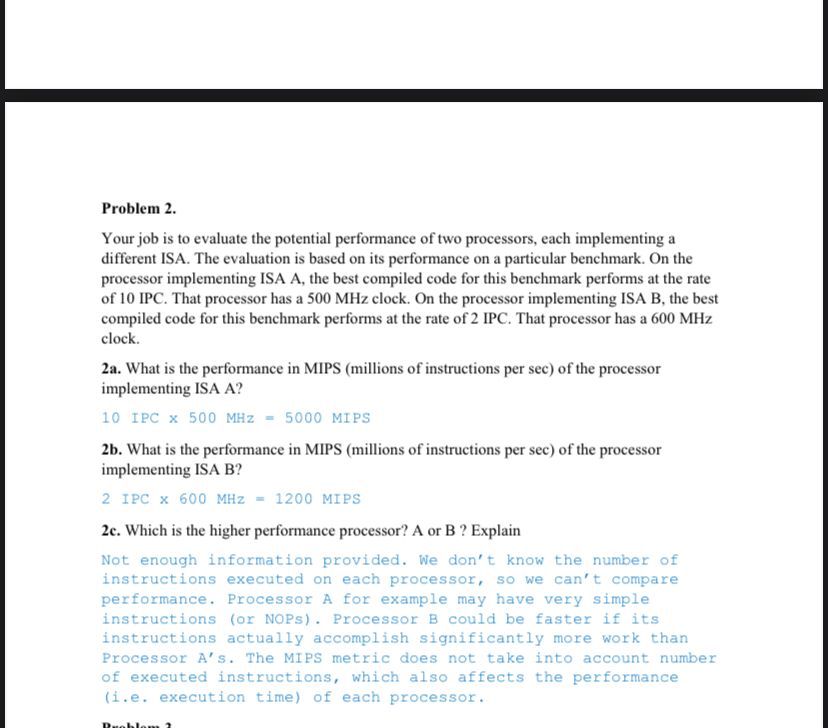 Problem 2.
Your job is to evaluate the potential performance of two processors, each implementing a
different ISA. The evaluation is based on its performance on a particular benchmark. On the
processor implementing ISA A, the best compiled code for this benchmark performs at the rate
of 10 IPC. That processor has a 500 MHz clock. On the processor implementing ISA B, the best
compiled code for this benchmark performs at the rate of 2 IPC. That processor has a 600 MHz
clock.
2a. What is the performance in MIPS (millions of instructions per sec) of the processor
implementing ISA A?
10 IPC x 500 MHz = 5000 MIPS
2b. What is the performance in MIPS (millions of instructions per sec) of the processor
implementing ISA B?
2 IPC x 600 MHz = 1200 MIPS
2c. Which is the higher performance processor? A or B ? Explain
Not enough information provided. We don't know the number of
instructions executed on each processor, so we can't compare
performance. Processor A for example may have very simple
instructions (or NOPs). Processor B could be faster if its
instructions actually accomplish significantly more work than
Processor A's. The MIPS metric does not take into account number
of executed instructions, which also affects the performance
(i.e. execution time) of each processor.
Problem 3